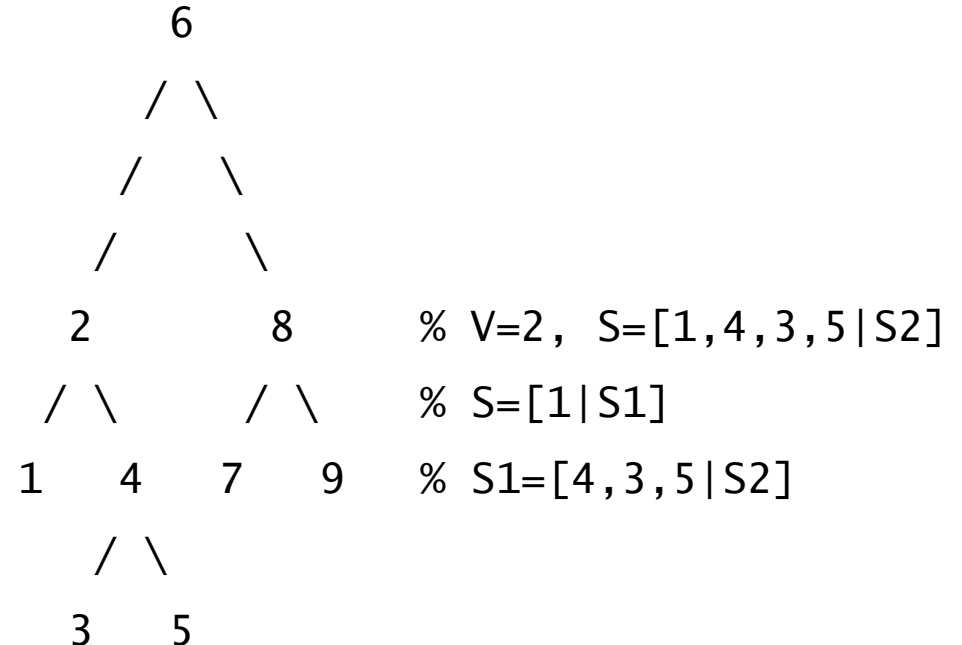 6
/ \
/ \
/ \
2 8 % V=2, S=[1,4,3,5|S2]
/ \ / \ % S=[1|S1]
1 4 7 9 % S1=[4,3,5|S2]
/ \
3 5